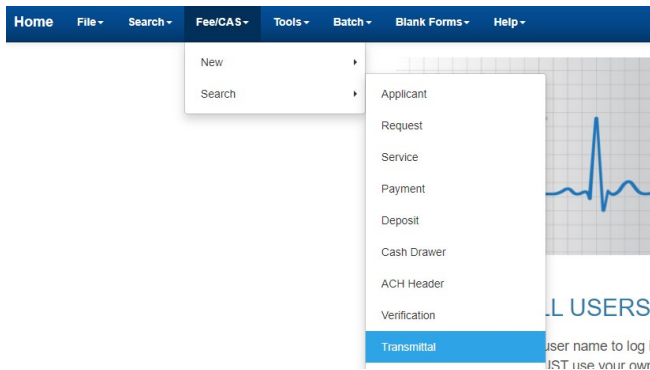 Home File Search Fee/CAS Tools Batch Blank Forms Help
New
Search
Applicant
Request
Service
Payment
Deposit
Cash Drawer
ACH Header
Verification
Transmittal
LL USERS
user name to log
UST use your own